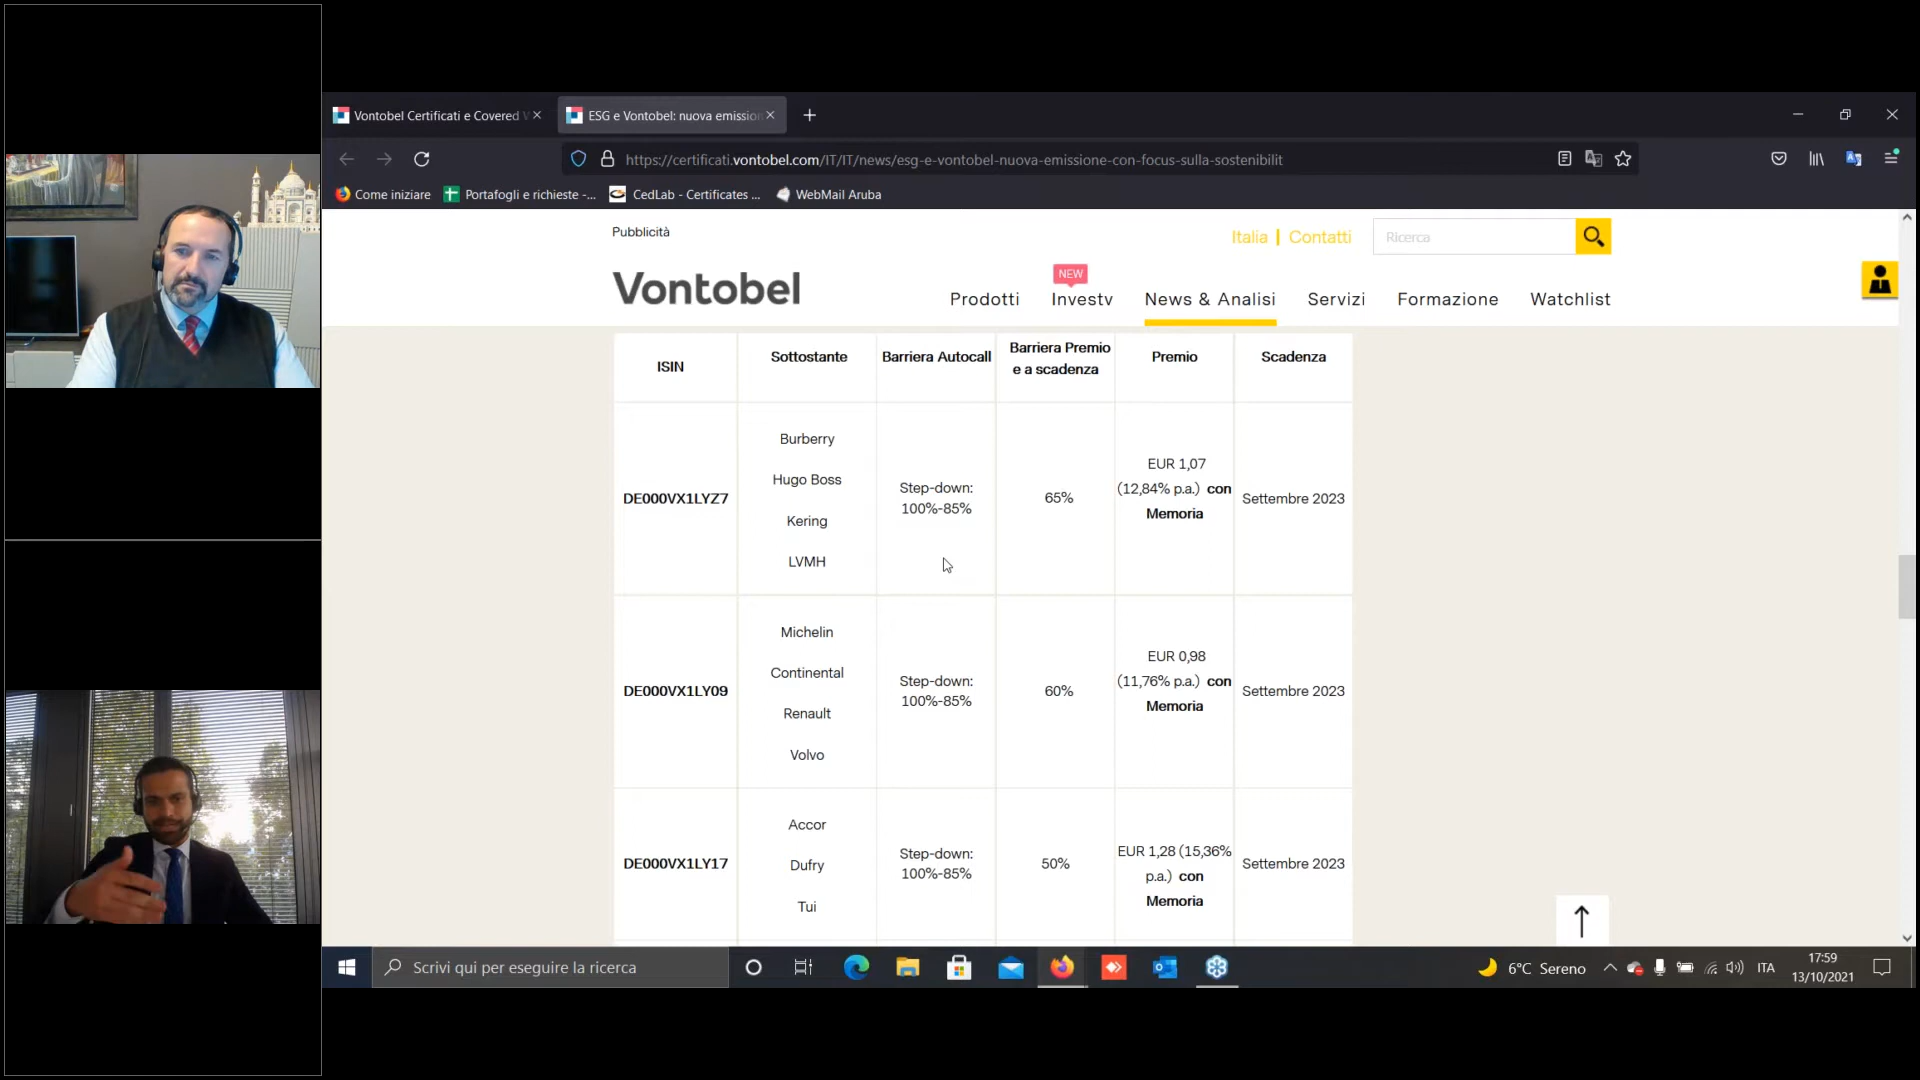 Vontobel Certificati e Covered
ESG e Vontobel: nuova emissio
https://certificati.vontobel.com/IT/IT/news/esg-e-vontobel-nuova-emissione-con-focus-sulla-sostenibilit
Come iniziare
Portafogli e richieste -...
CedLab - Certificates ...
WebMail Aruba
Pubblicità
Italia | Contatti
Ricerca
Vontobel
NEW
Prodotti Investv News & Analisi Servizi Formazione Watchlist
ISIN
Sottostante
Barriera Autocall
Barriera Premio
e a scadenza
Premio
Scadenza
DE000VX1LYZ7
Burberry
Hugo Boss
Kering
LVMH
Step-down:
100%-85%
65%
EUR 1,07
(12,84% p.a.) con
Memoria
Settembre 2023
DE000VX1LY09
Michelin
Continental
Renault
Volvo
Step-down:
100%-85%
60%
EUR 0,98
(11,76% p.a.) con
Memoria
Settembre 2023
DE000VX1LY17
Accor
Dufry
Tui
Step-down:
100%-85%
50%
EUR 1,28 (15,36%
p.a.) con
Memoria
Settembre 2023
Scrivi qui per eseguire la ricerca
6°C Sereno
ITA
17:59
13/10/2021